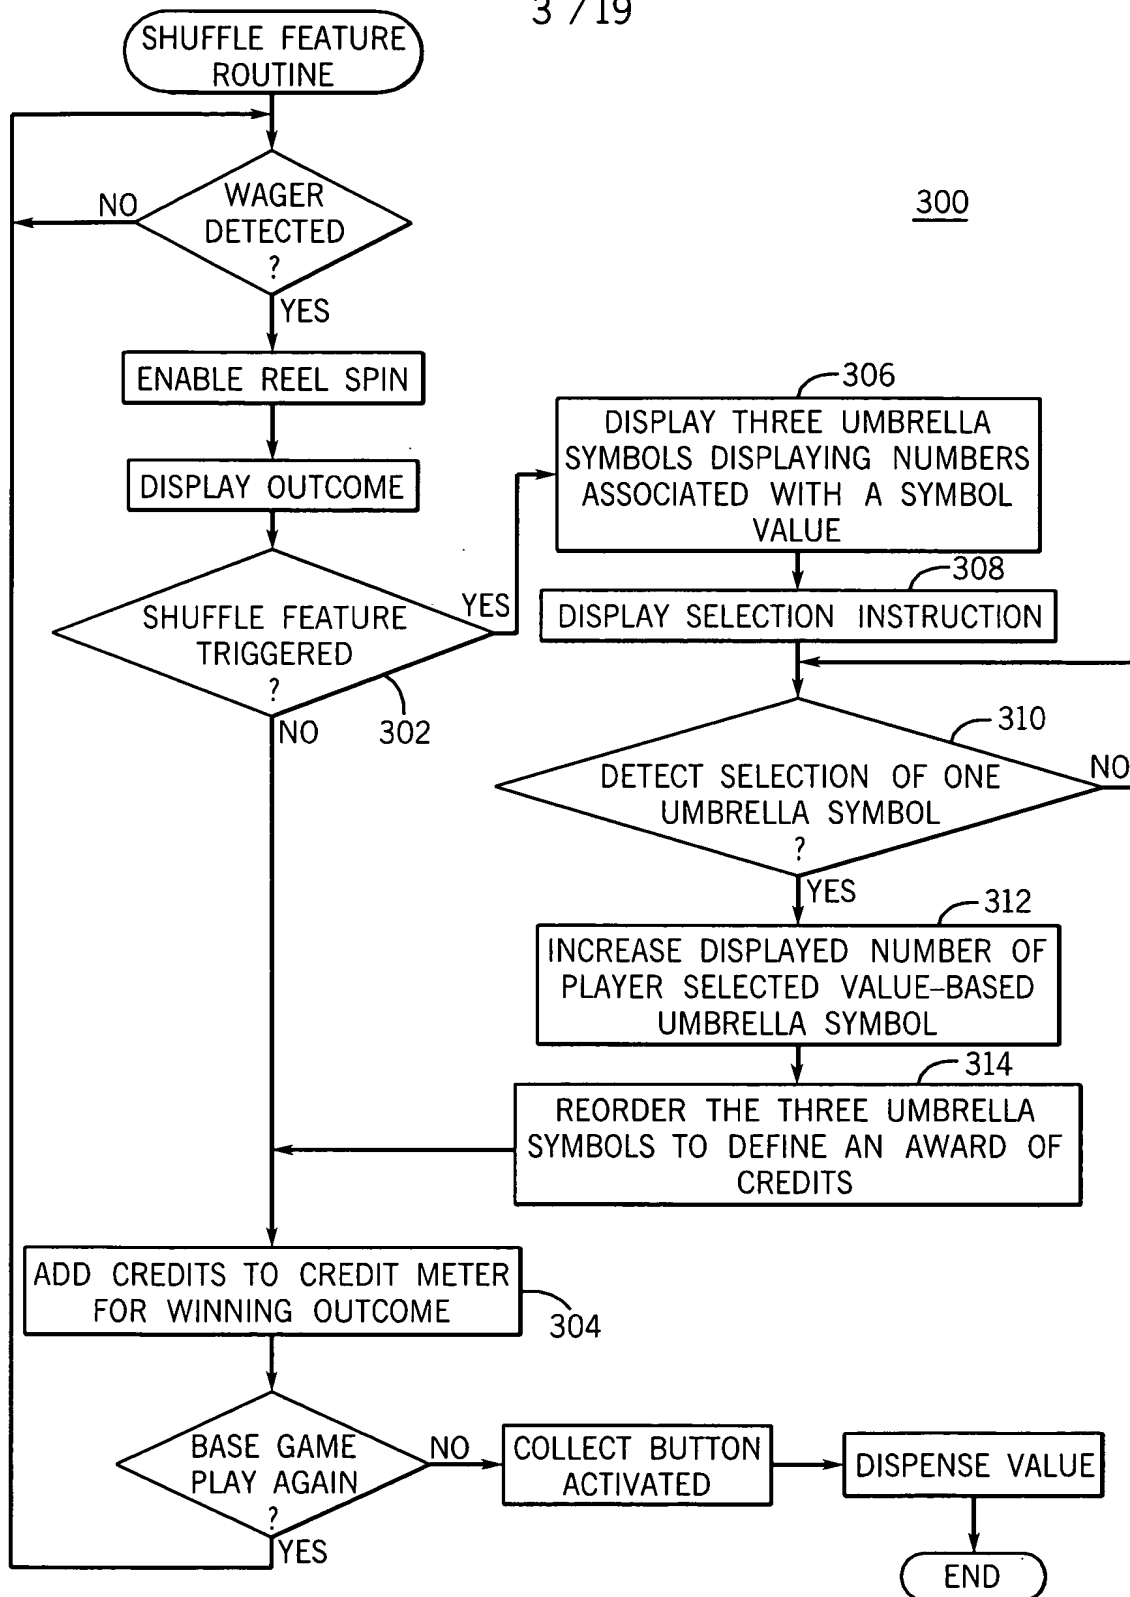 3 / 19
SHUFFLE FEATURE
ROUTINE
NO
WAGER
DETECTED
?
300
YES
ENABLE REEL SPIN
DISPLAY OUTCOME
SHUFFLE FEATURE
TRIGGERED
?
YES
302
NO
306
DISPLAY THREE UMBRELLA
SYMBOLS DISPLAYING NUMBERS
ASSOCIATED WITH A SYMBOL
VALUE
308
DISPLAY SELECTION INSTRUCTION
310
DETECT SELECTION OF ONE
UMBRELLA SYMBOL
?
NO
YES
312
INCREASE DISPLAYED NUMBER OF
PLAYER SELECTED VALUE-BASED
UMBRELLA SYMBOL
314
REORDER THE THREE UMBRELLA
SYMBOLS TO DEFINE AN AWARD OF
CREDITS
ADD CREDITS TO CREDIT METER
FOR WINNING OUTCOME
304
BASE GAME
PLAY AGAIN
?
NO
YES
COLLECT BUTTON
ACTIVATED
DISPENSE VALUE
END